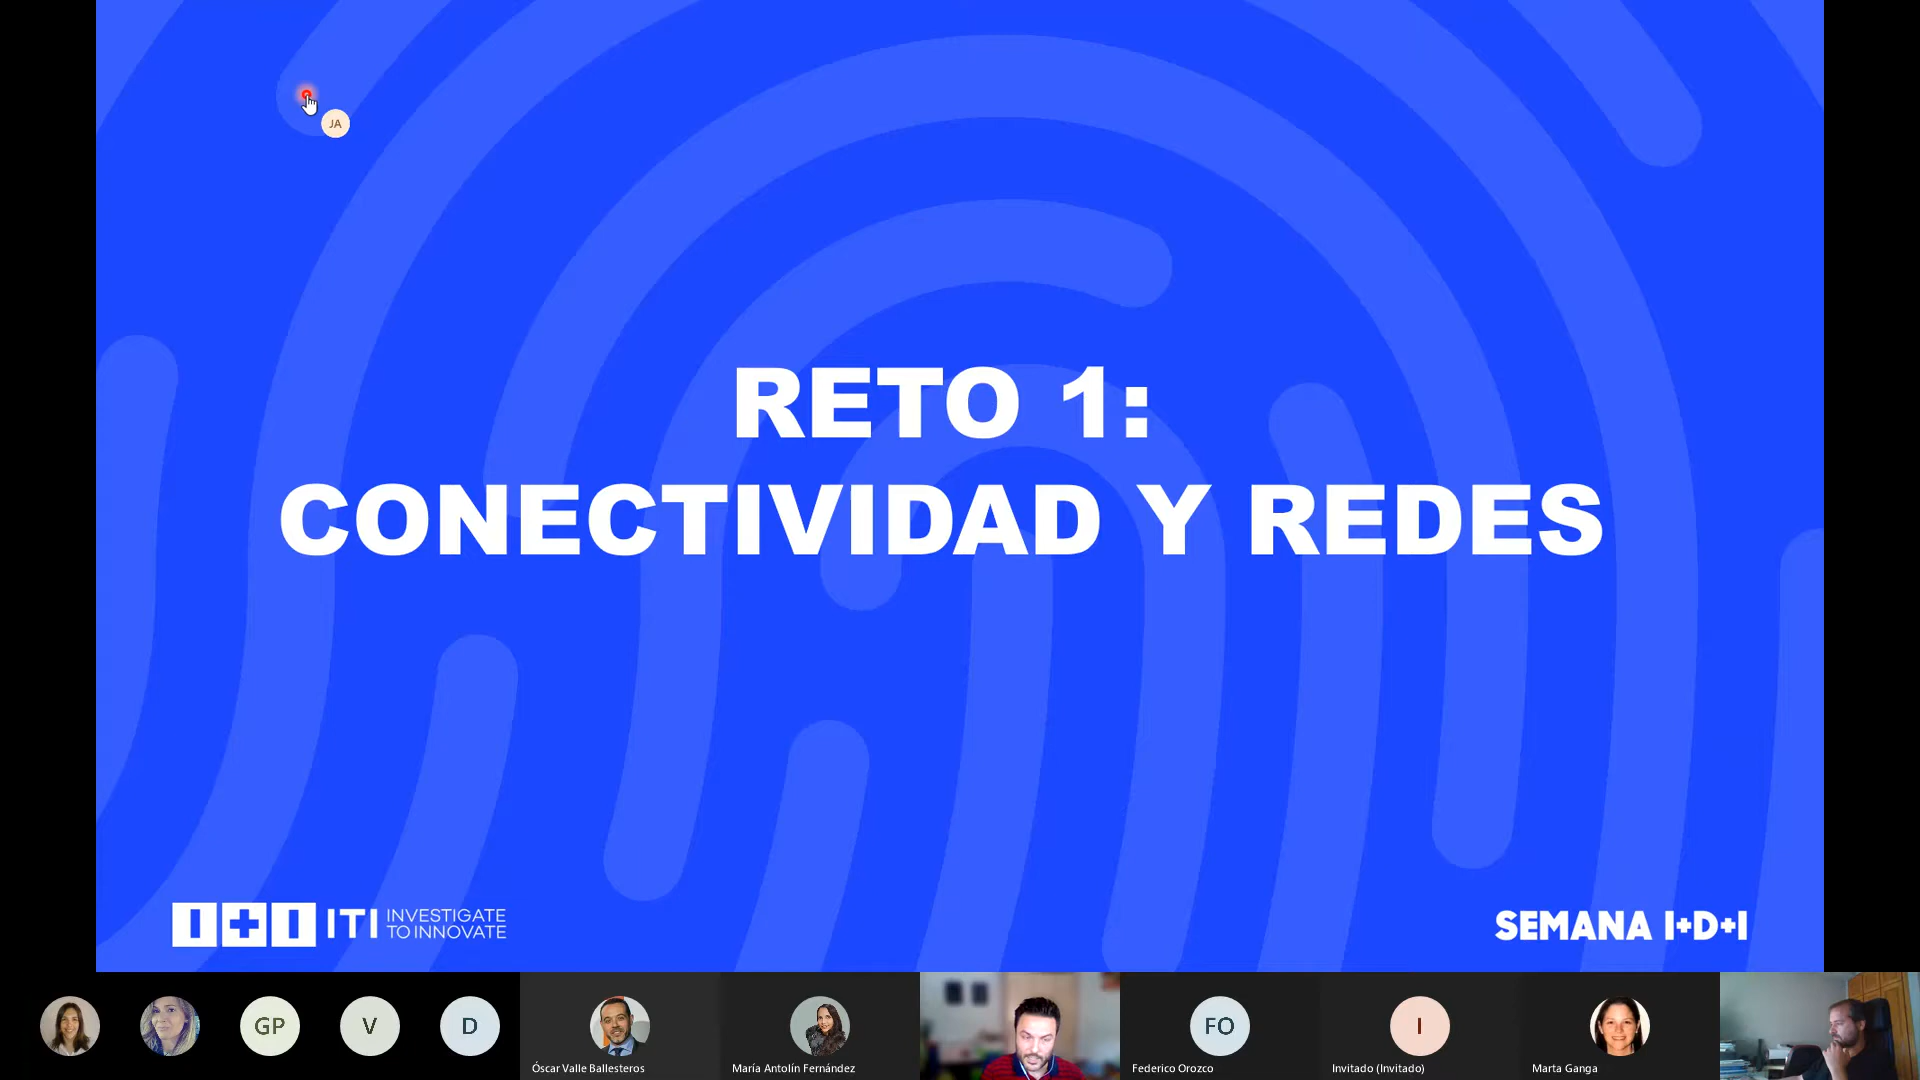 JA
RETO 1:
CONECTIVIDAD Y REDES
I+I ITI INVESTIGATE
TO INNOVATE
SEMANA I+D+I
GP
V
D
Óscar Valle Ballesteros
María Antolín Fernández
FO
Federico Orozco
I
Invitado (Invitado)
Marta Ganga